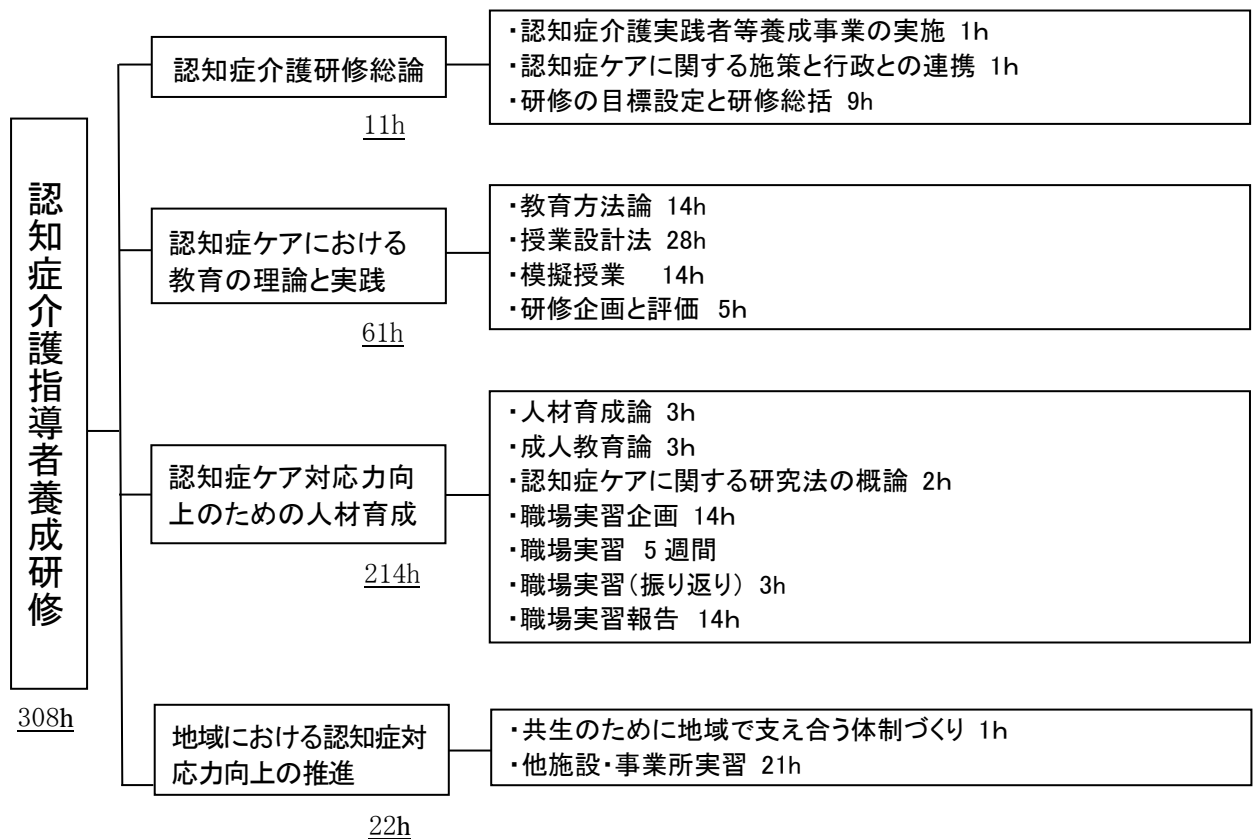 認知症介護指導者養成研修
308h
認知症介護研修総論
11h
・認知症介護実践者等養成事業の実施 1h
・認知症ケアに関する施策と行政との連携 1h
・研修の目標設定と研修総括 9h
認知症ケアにおける
教育の理論と実践
61h
・教育方法論 14h
・授業設計法 28h
・模擬授業 14h
・研修企画と評価 5h
認知症ケア対応力向
上のための人材育成
214h
・人材育成論 3h
・成人教育論 3h
・認知症ケアに関する研究法の概論 2h
・職場実習企画 14h
・職場実習 5週間
・職場実習(振り返り) 3h
・職場実習報告 14h
地域における認知症対
応力向上の推進
22h
・共生のために地域で支え合う体制づくり 1h
・他施設・事業所実習 21h